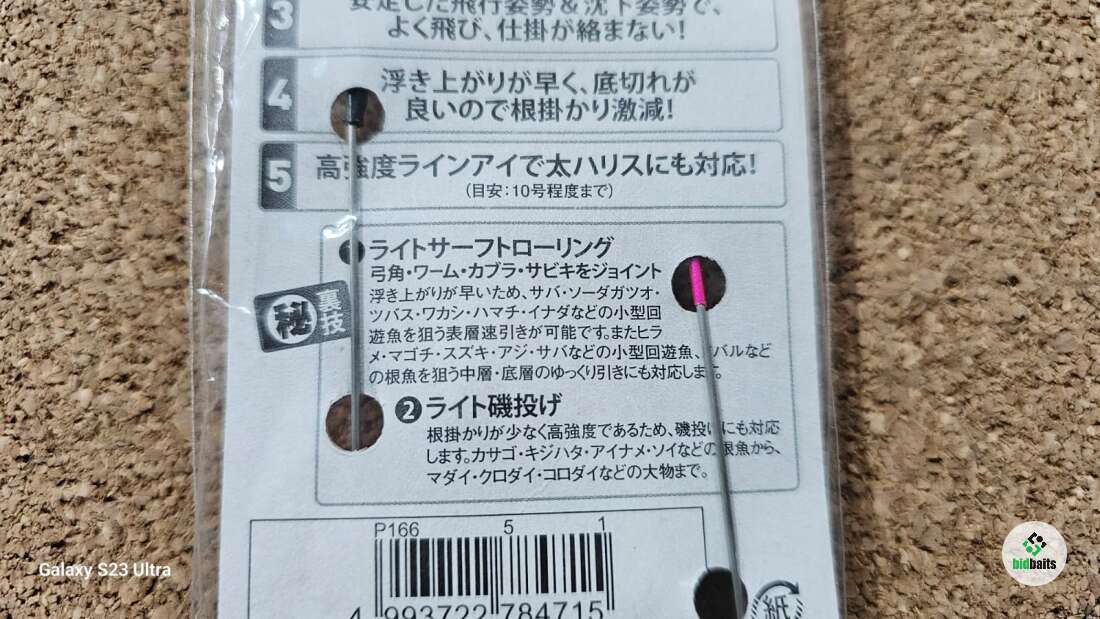 3
安定した飛行姿勢&沈下姿勢で、
よく飛び、仕掛が絡まない!
4
浮き上がりが早く、底切れが
良いので根掛かり激減!
5
高強度ラインアイで太ハリスにも対応!
(目安:10号程度まで)
㊙裏技
1 ライトサーフトローリング
弓角・ワーム・カブラ・サビキをジョイント
浮き上がりが早いため、サバ・ソーダガツオ・
ツバス・ワカシ・ハマチ・イナダなどの小型回
遊魚を狙う表層速引きが可能です。またヒラ
メ・マゴチ・スズキ・アジ・サバなどの小型回遊魚、バルなど
の根魚を狙う中層・底層のゆっくり引きにも対応します。
❷ライト磯投げ
根掛かりが少なく高強度であるため、磯投げにも対応
します。カサゴ・キジハタ・アイナメ・ソイなどの根魚から、
マダイ・クロダイ・コロダイなどの大物まで。
P166 5 1
4 993722 784715
紙
Galaxy S23 Ultra
bidbaits